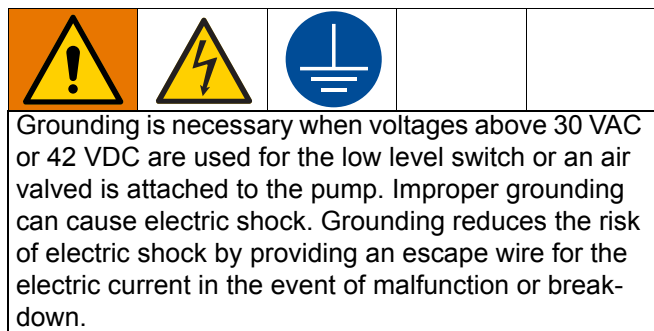 Grounding is necessary when voltages above 30 VAC
or 42 VDC are used for the low level switch or an air
valved is attached to the pump. Improper grounding
can cause electric shock. Grounding reduces the risk
of electric shock by providing an escape wire for the
electric current in the event of malfunction or break-
down.